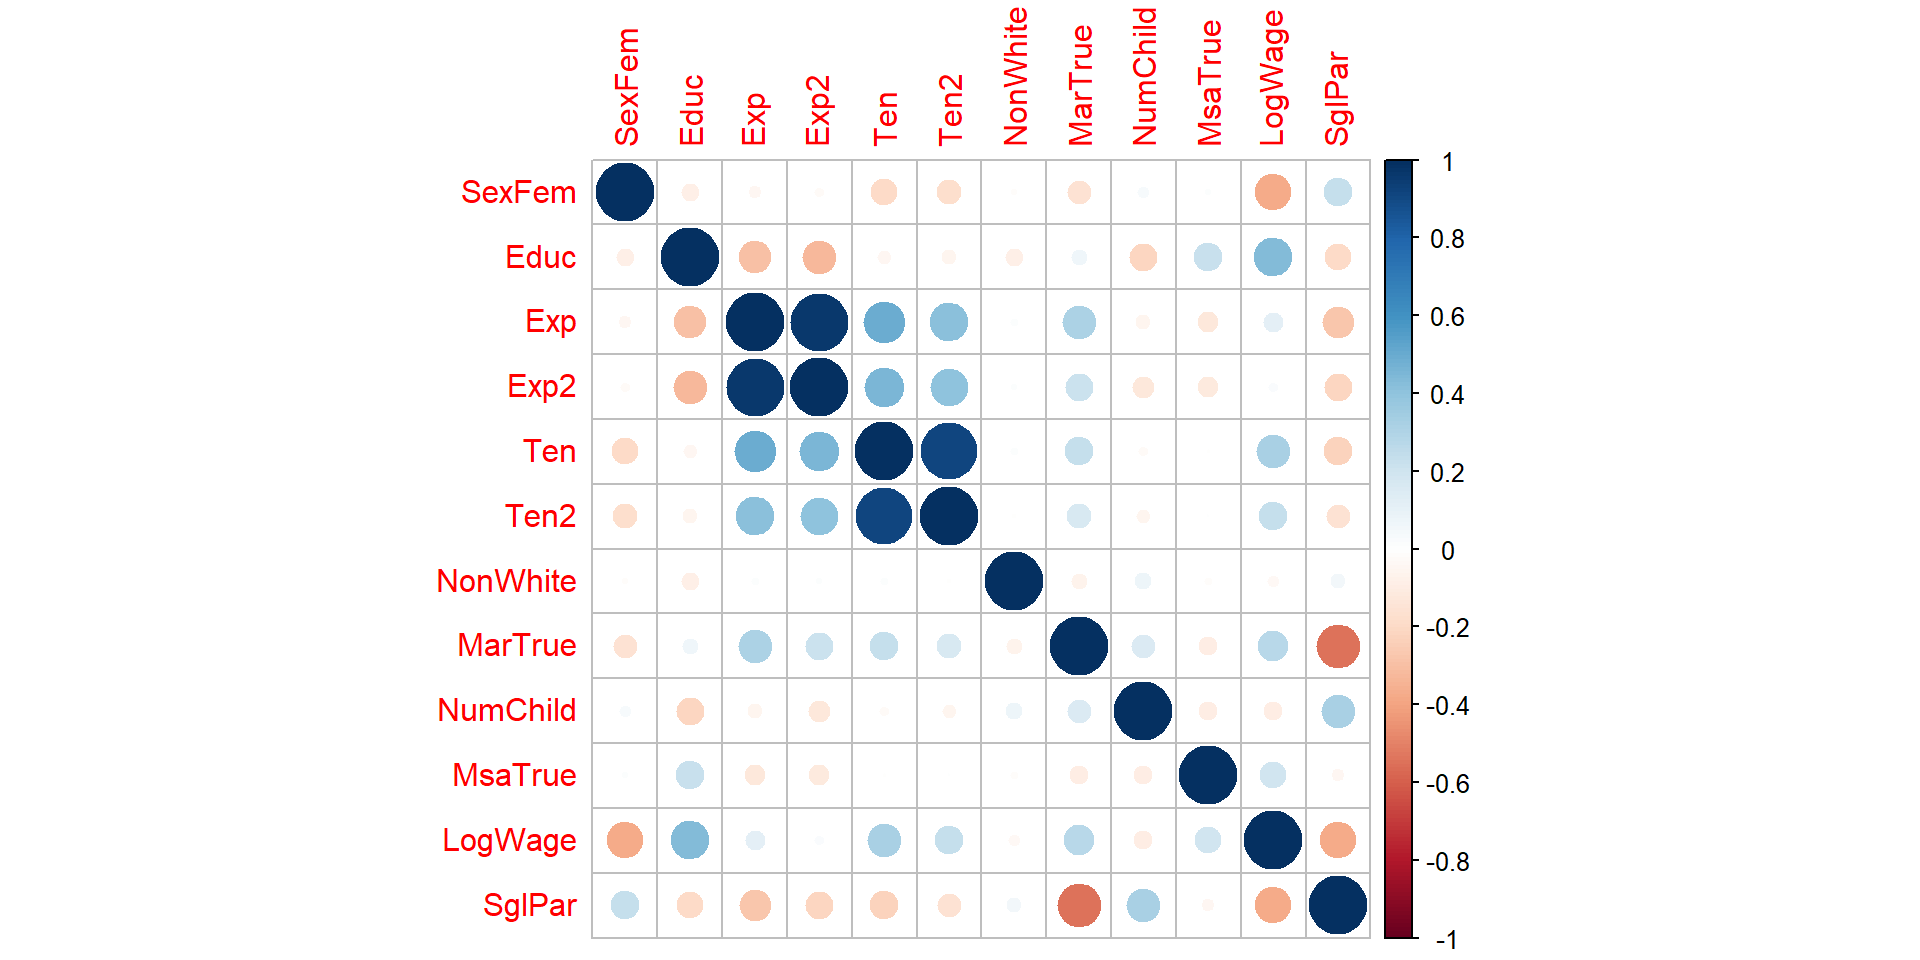 SexFem
Educ
Exp
Exp2
Ten
Ten2
NonWhite
MarTrue
NumChild
MsaTrue
LogWage
SglPar
SexFem
Educ
Exp
Exp2
Ten
Ten2
NonWhite
MarTrue
NumChild
MsaTrue
LogWage
SglPar
1
0.8
0.6
0.4
0.2
0
-0.2
-0.4
-0.6
-0.8
-1